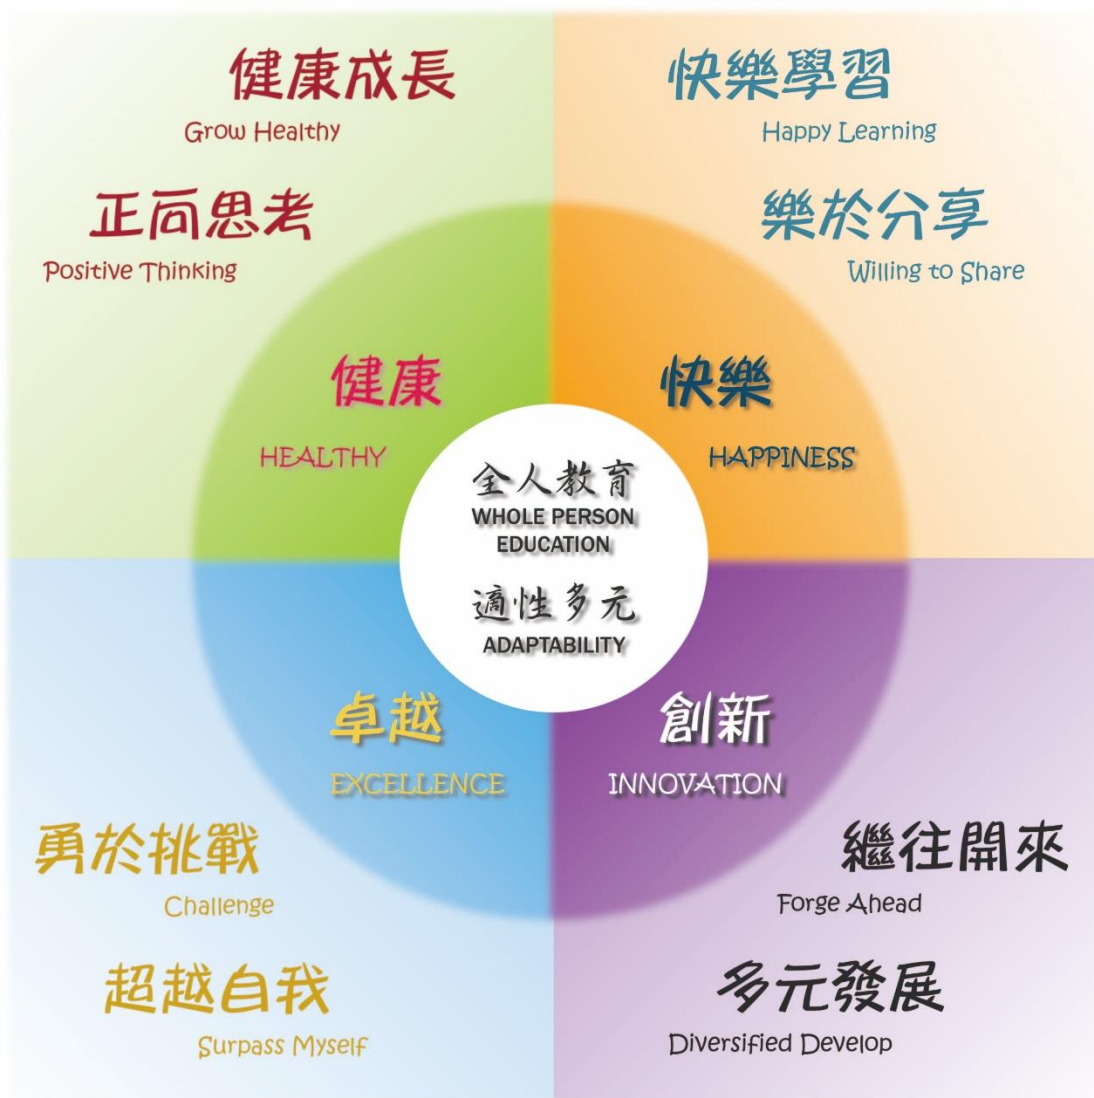 健康成長
Grow Healthy
正向思考
Positive Thinking
健康
HEALTHY
快樂學習
Happy Learning
樂於分享
Willing to Share
快樂
HAPPINESS
全人教育
WHOLE PERSON
EDUCATION
適性多元
ADAPTABILITY
卓越
EXCELLENCE
勇於挑戰
Challenge
超越自我
Surpass Myself
創新
INNOVATION
繼往開來
Forge Ahead
多元發展
Diversified Develop